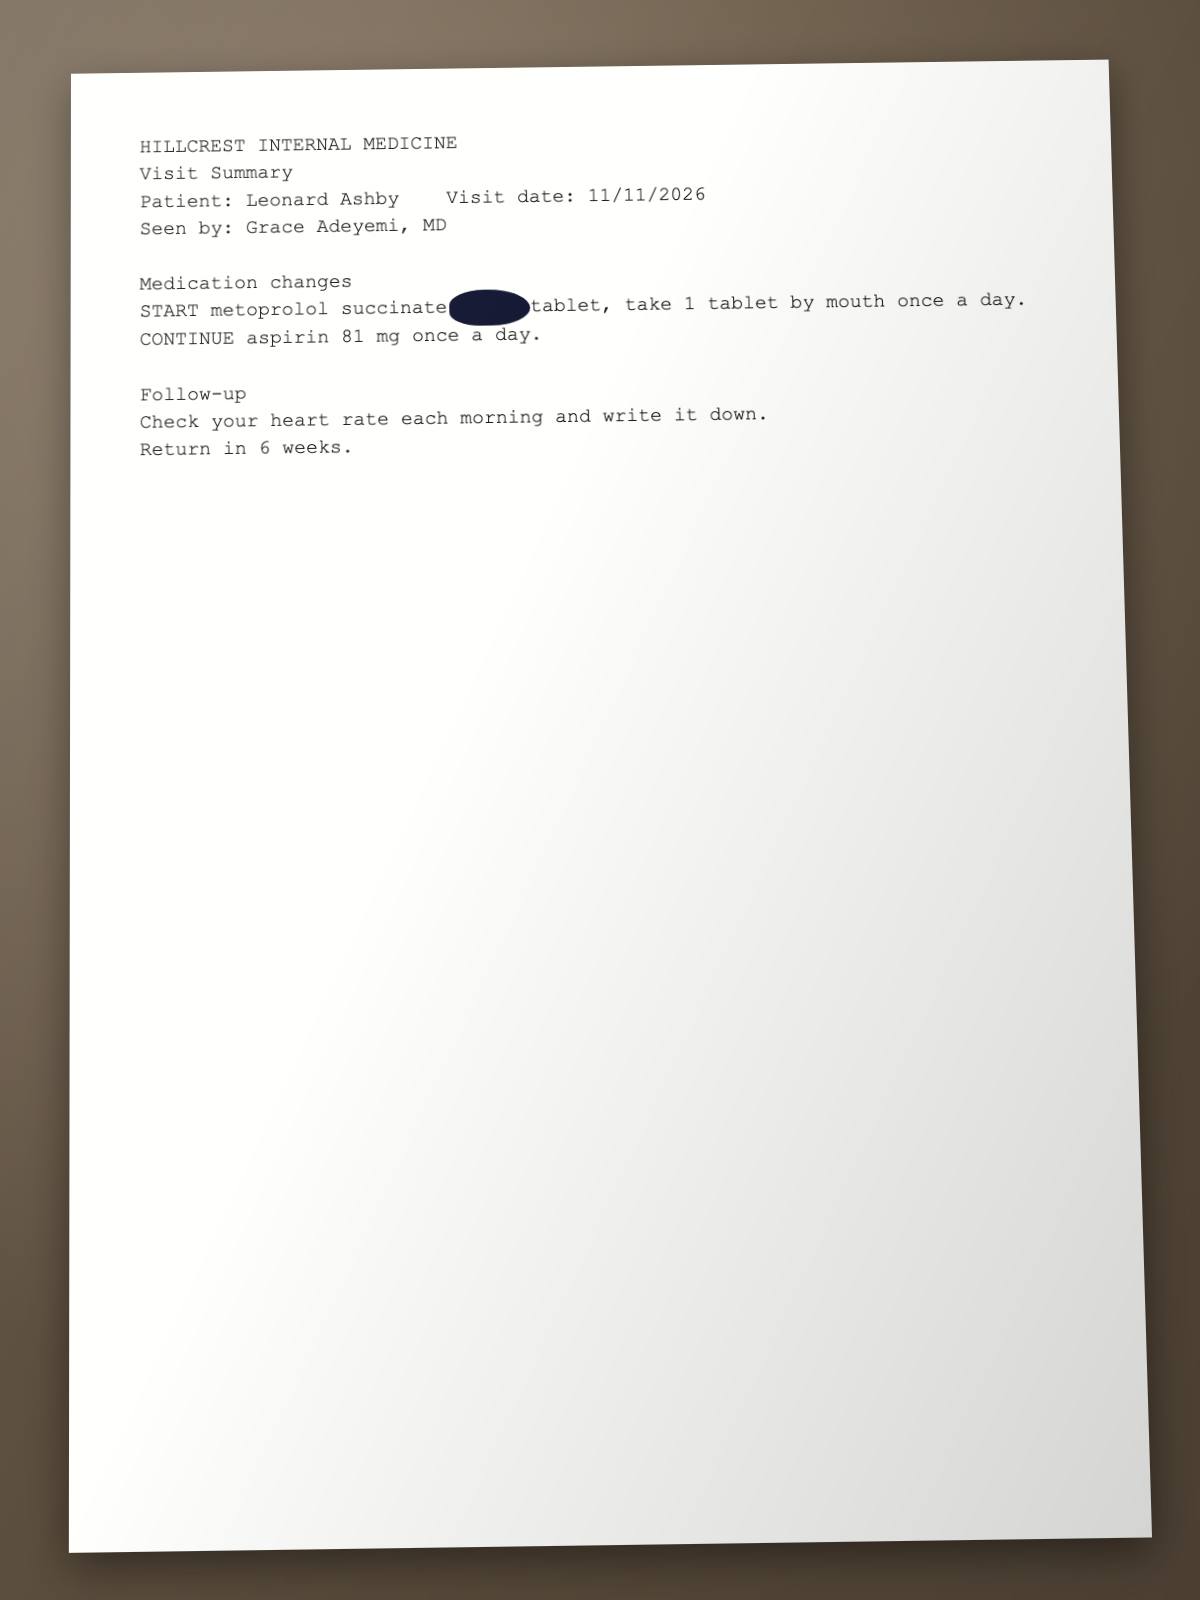 HILLCREST INTERNAL MEDICINE
Visit Summary
Patient: Leonard Ashby    Visit date: 11/11/2026
Seen by: Grace Adeyemi, MD
Medication changes
START metoprolol succinate tablet, take 1 tablet by mouth once a day.
CONTINUE aspirin 81 mg once a day.
Follow-up
Check your heart rate each morning and write it down.
Return in 6 weeks.